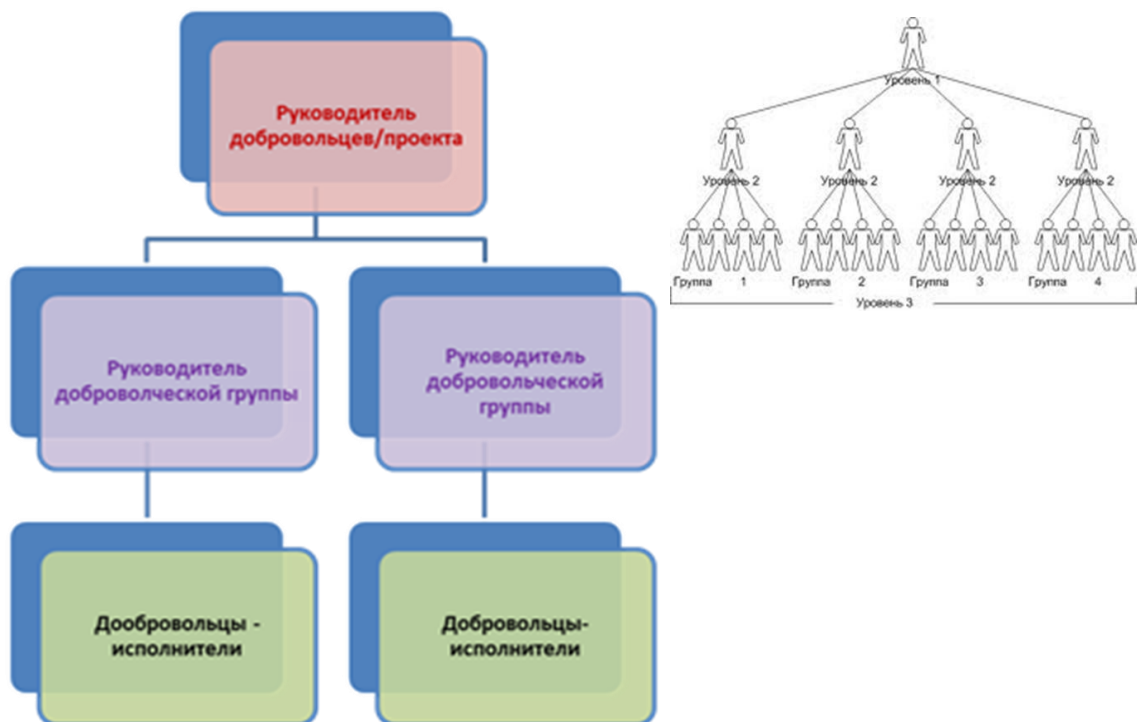 Руководитель
добровольцев/проекта
Руководитель
доброволческой группы
Руководитель
добровольческой
группы
Дообровольцы -
исполнители
Добровольцы-
исполнители
Уровень 1
Уровень 2
Уровень 2
Уровень 2
Уровень 2
Группа 1
Группа 2
Группа 3
Группа 4
Уровень 3